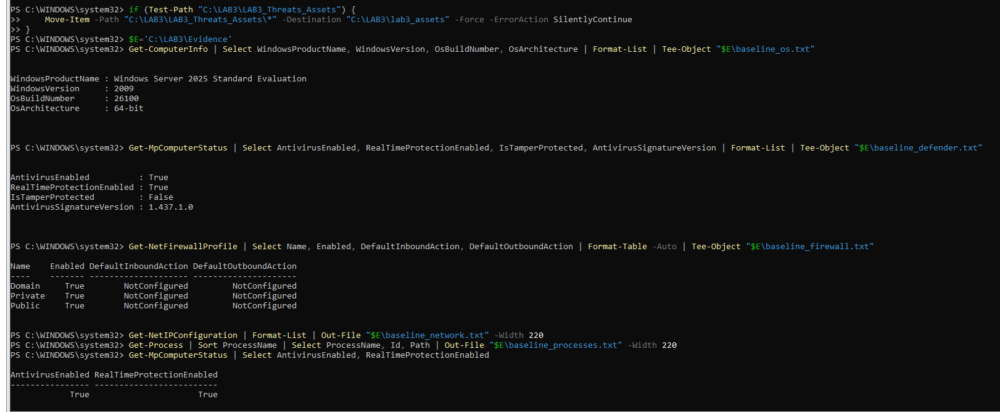 PS C:\WINDOWS\system32> if (Test-Path "C:\LAB3\LAB3_Threats_Assets") {
>>     Move-Item -Path "C:\LAB3\LAB3_Threats_Assets\*" -Destination "C:\LAB3\lab3_assets" -Force -ErrorAction SilentlyContinue
>> }
PS C:\WINDOWS\system32> $E='C:\LAB3\Evidence'
PS C:\WINDOWS\system32> Get-ComputerInfo | Select WindowsProductName, WindowsVersion, OsBuildNumber, OsArchitecture | Format-List | Tee-Object "$E\baseline_os.txt"
WindowsProductName : Windows Server 2025 Standard Evaluation
WindowsVersion     : 2009
OsBuildNumber      : 26100
OsArchitecture     : 64-bit
PS C:\WINDOWS\system32> Get-MpComputerStatus | Select AntivirusEnabled, RealTimeProtectionEnabled, IsTamperProtected, AntivirusSignatureVersion | Format-List | Tee-Object "$E\baseline_defender.txt"
AntivirusEnabled          : True
RealTimeProtectionEnabled : True
IsTamperProtected         : False
AntivirusSignatureVersion : 1.437.1.0
PS C:\WINDOWS\system32> Get-NetFirewallProfile | Select Name, Enabled, DefaultInboundAction, DefaultOutboundAction | Format-Table -Auto | Tee-Object "$E\baseline_firewall.txt"
Name    Enabled DefaultInboundAction DefaultOutboundAction
----    ------- -------------------- ---------------------
Domain     True        NotConfigured         NotConfigured
Private    True        NotConfigured         NotConfigured
Public     True        NotConfigured         NotConfigured
PS C:\WINDOWS\system32> Get-NetIPConfiguration | Format-List | Out-File "$E\baseline_network.txt" -Width 220
PS C:\WINDOWS\system32> Get-Process | Sort ProcessName | Select ProcessName, Id, Path | Out-File "$E\baseline_processes.txt" -Width 220
PS C:\WINDOWS\system32> Get-MpComputerStatus | Select AntivirusEnabled, RealTimeProtectionEnabled
AntivirusEnabled RealTimeProtectionEnabled
---------------- -------------------------
            True                      True